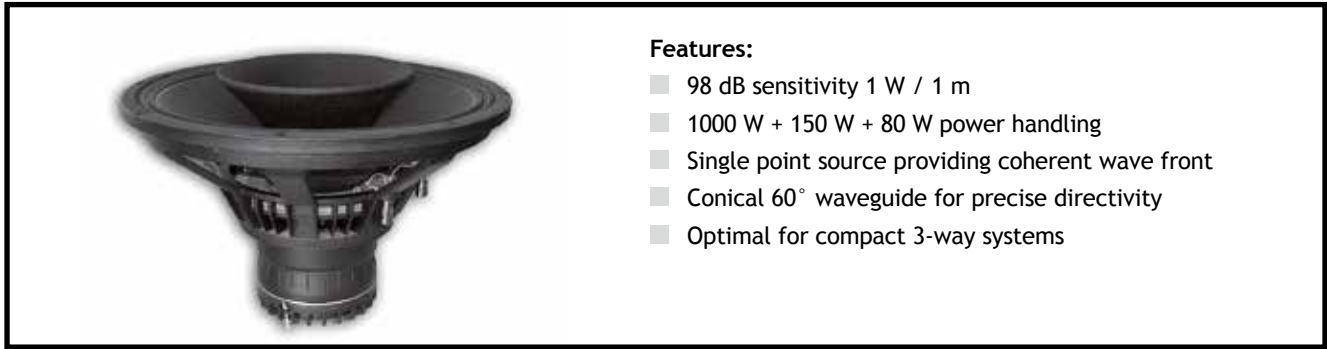 Features:
98 dB sensitivity 1 W / 1 m
1000 W + 150 W + 80 W power handling
Single point source providing coherent wave front
Conical 60° waveguide for precise directivity
Optimal for compact 3-way systems